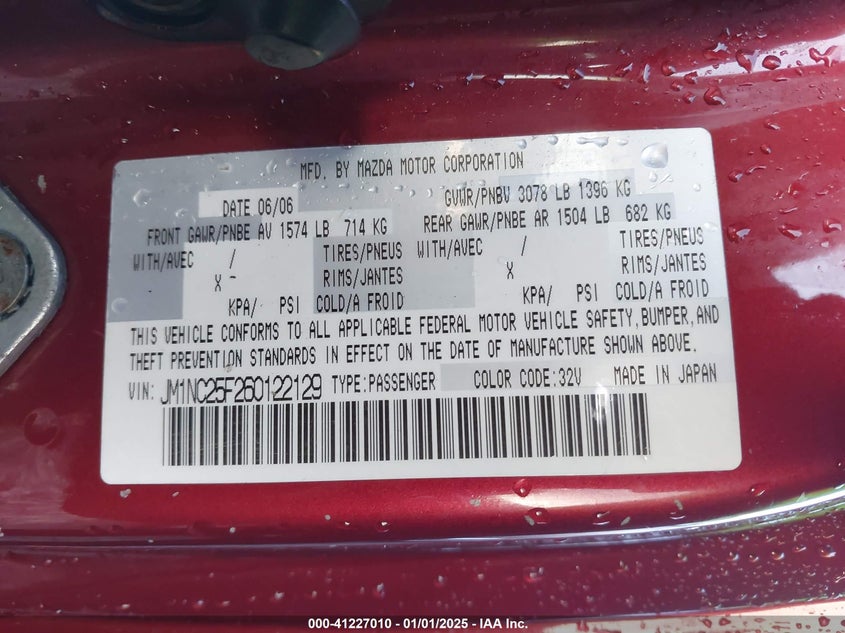 MFD. BY MAZDA MOTOR CORPORATION
DATE 06/06 GVWR/PNBV 3078 LB 1396 KG
FRONT GAWR/PNBE AV 1574 LB 714 KG REAR GAWR/PNBE AR 1504 LB 682 KG
WITH/AVEC / TIRES/PNEUS WITH/AVEC / TIRES/PNEUS
X - RIMS/JANTES X RIMS/JANTES
KPA/ PSI COLD/A FROID KPA/ PSI COLD/A FROID
THIS VEHICLE CONFORMS TO ALL APPLICABLE FEDERAL MOTOR VEHICLE SAFETY, BUMPER, AND
THEFT PREVENTION STANDARDS IN EFFECT ON THE DATE OF MANUFACTURE SHOWN ABOVE.
VIN: JM1NC25F260122129 TYPE:PASSENGER COLOR CODE:32V MADE IN JAPAN
000-41227010 - 01/01/2025 - IAA Inc.